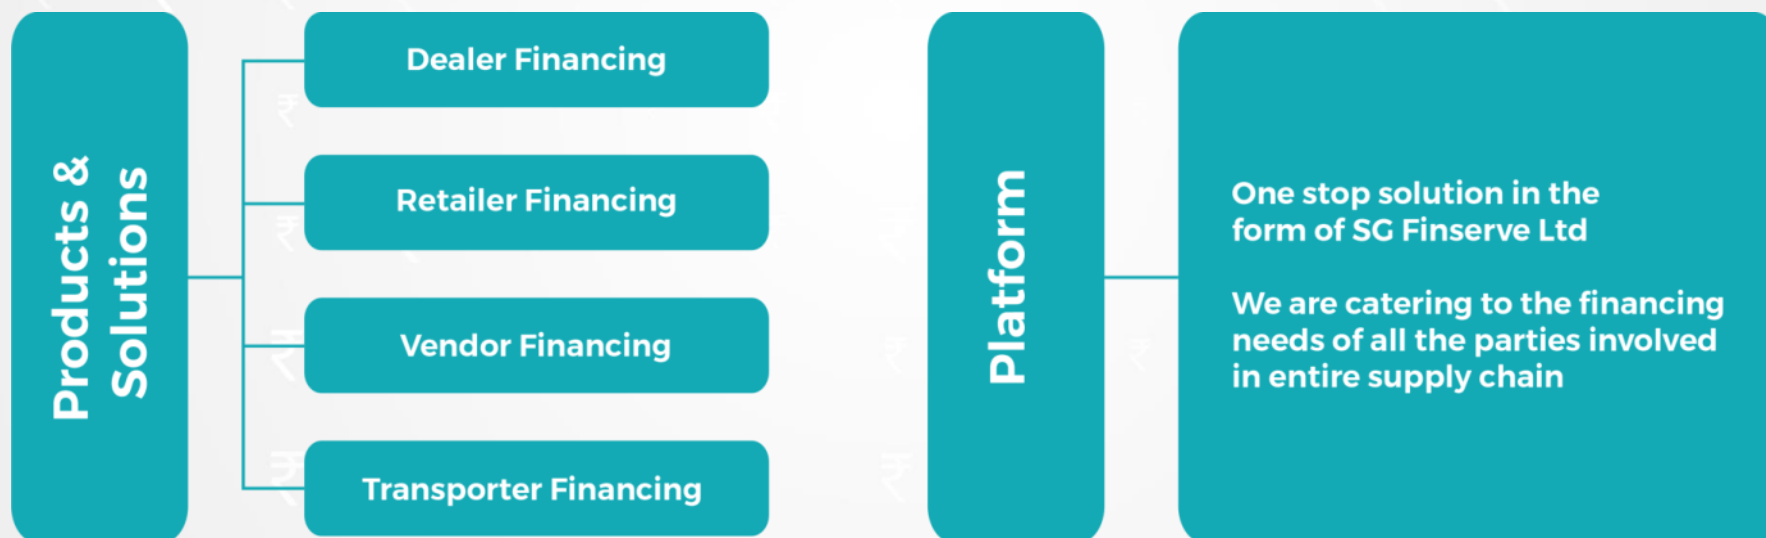 Products &
Solutions
Dealer Financing
Retailer Financing
Vendor Financing
Transporter Financing
Platform
One stop solution in the
form of SG Finserve Ltd
We are catering to the financing
needs of all the parties involved
in entire supply chain